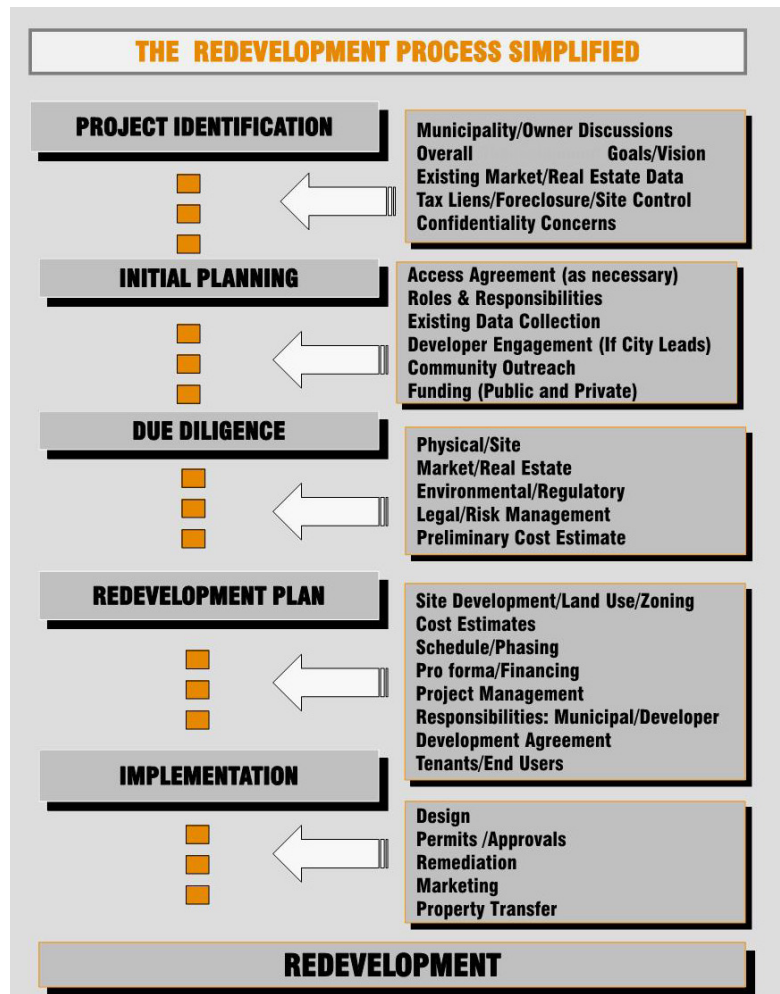 THE REDEVELOPMENT PROCESS SIMPLIFIED
PROJECT IDENTIFICATION
Municipality/Owner Discussions
Overall Goals/Vision
Existing Market/Real Estate Data
Tax Liens/Foreclosure/Site Control
Confidentiality Concerns
INITIAL PLANNING
Access Agreement (as necessary)
Roles & Responsibilities
Existing Data Collection
Developer Engagement (If City Leads)
Community Outreach
Funding (Public and Private)
DUE DILIGENCE
Physical/Site
Market/Real Estate
Environmental/Regulatory
Legal/Risk Management
Preliminary Cost Estimate
REDEVELOPMENT PLAN
Site Development/Land Use/Zoning
Cost Estimates
Schedule/Phasing
Pro forma/Financing
Project Management
Responsibilities: Municipal/Developer
Development Agreement
Tenants/End Users
IMPLEMENTATION
Design
Permits /Approvals
Remediation
Marketing
Property Transfer
REDEVELOPMENT